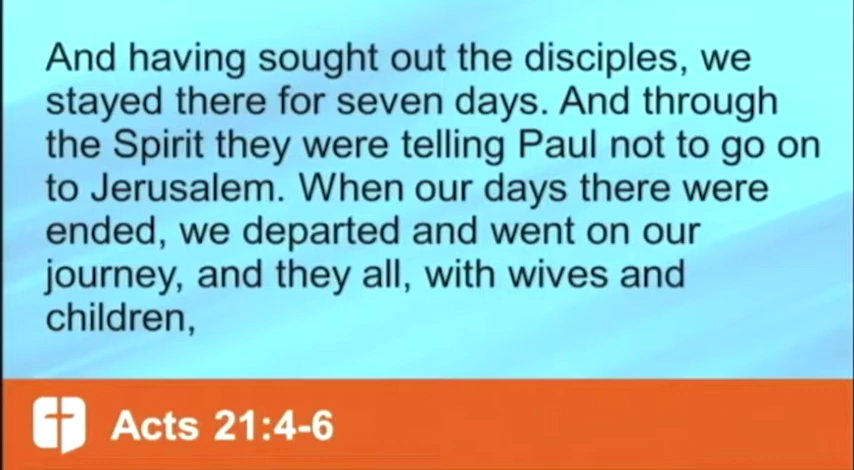 And having sought out the disciples, we
stayed there for seven days. And through
the Spirit they were telling Paul not to go on
to Jerusalem. When our days there were
ended, we departed and went on our
journey, and they all, with wives and
children,
Acts 21:4-6